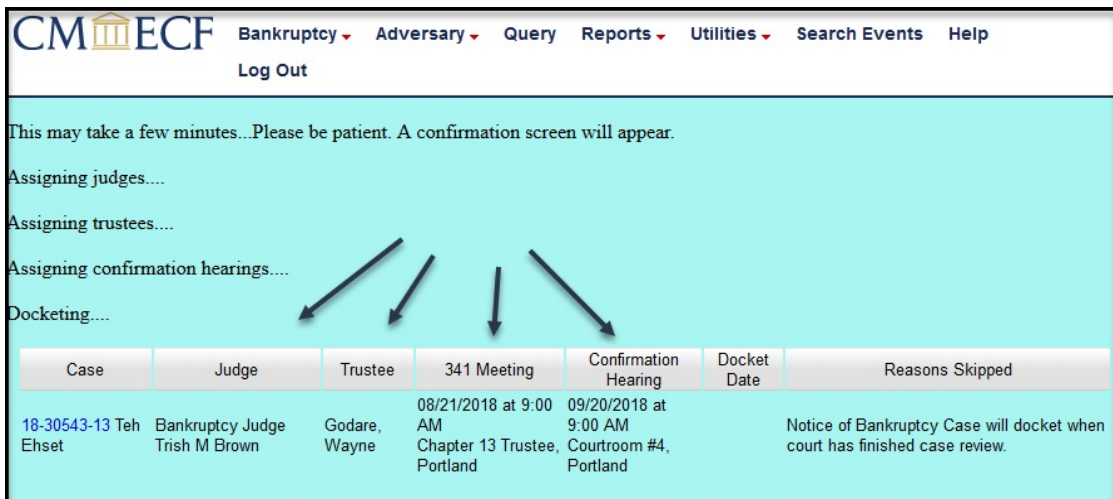 CM ECF Bankruptcy Adversary Query Reports Utilities Search Events Help
Log Out
This may take a few minutes...Please be patient. A confirmation screen will appear.
Assigning judges....
Assigning trustees....
Assigning confirmation hearings....
Docketing....
Case Judge Trustee 341 Meeting Confirmation Hearing Docket Date Reasons Skipped
18-30543-13 Teh Ehset
Bankruptcy Judge Trish M Brown
Godare, Wayne
08/21/2018 at 9:00 AM
Chapter 13 Trustee, Portland
09/20/2018 at 9:00 AM
Courtroom #4, Portland
Notice of Bankruptcy Case will docket when
court has finished case review.